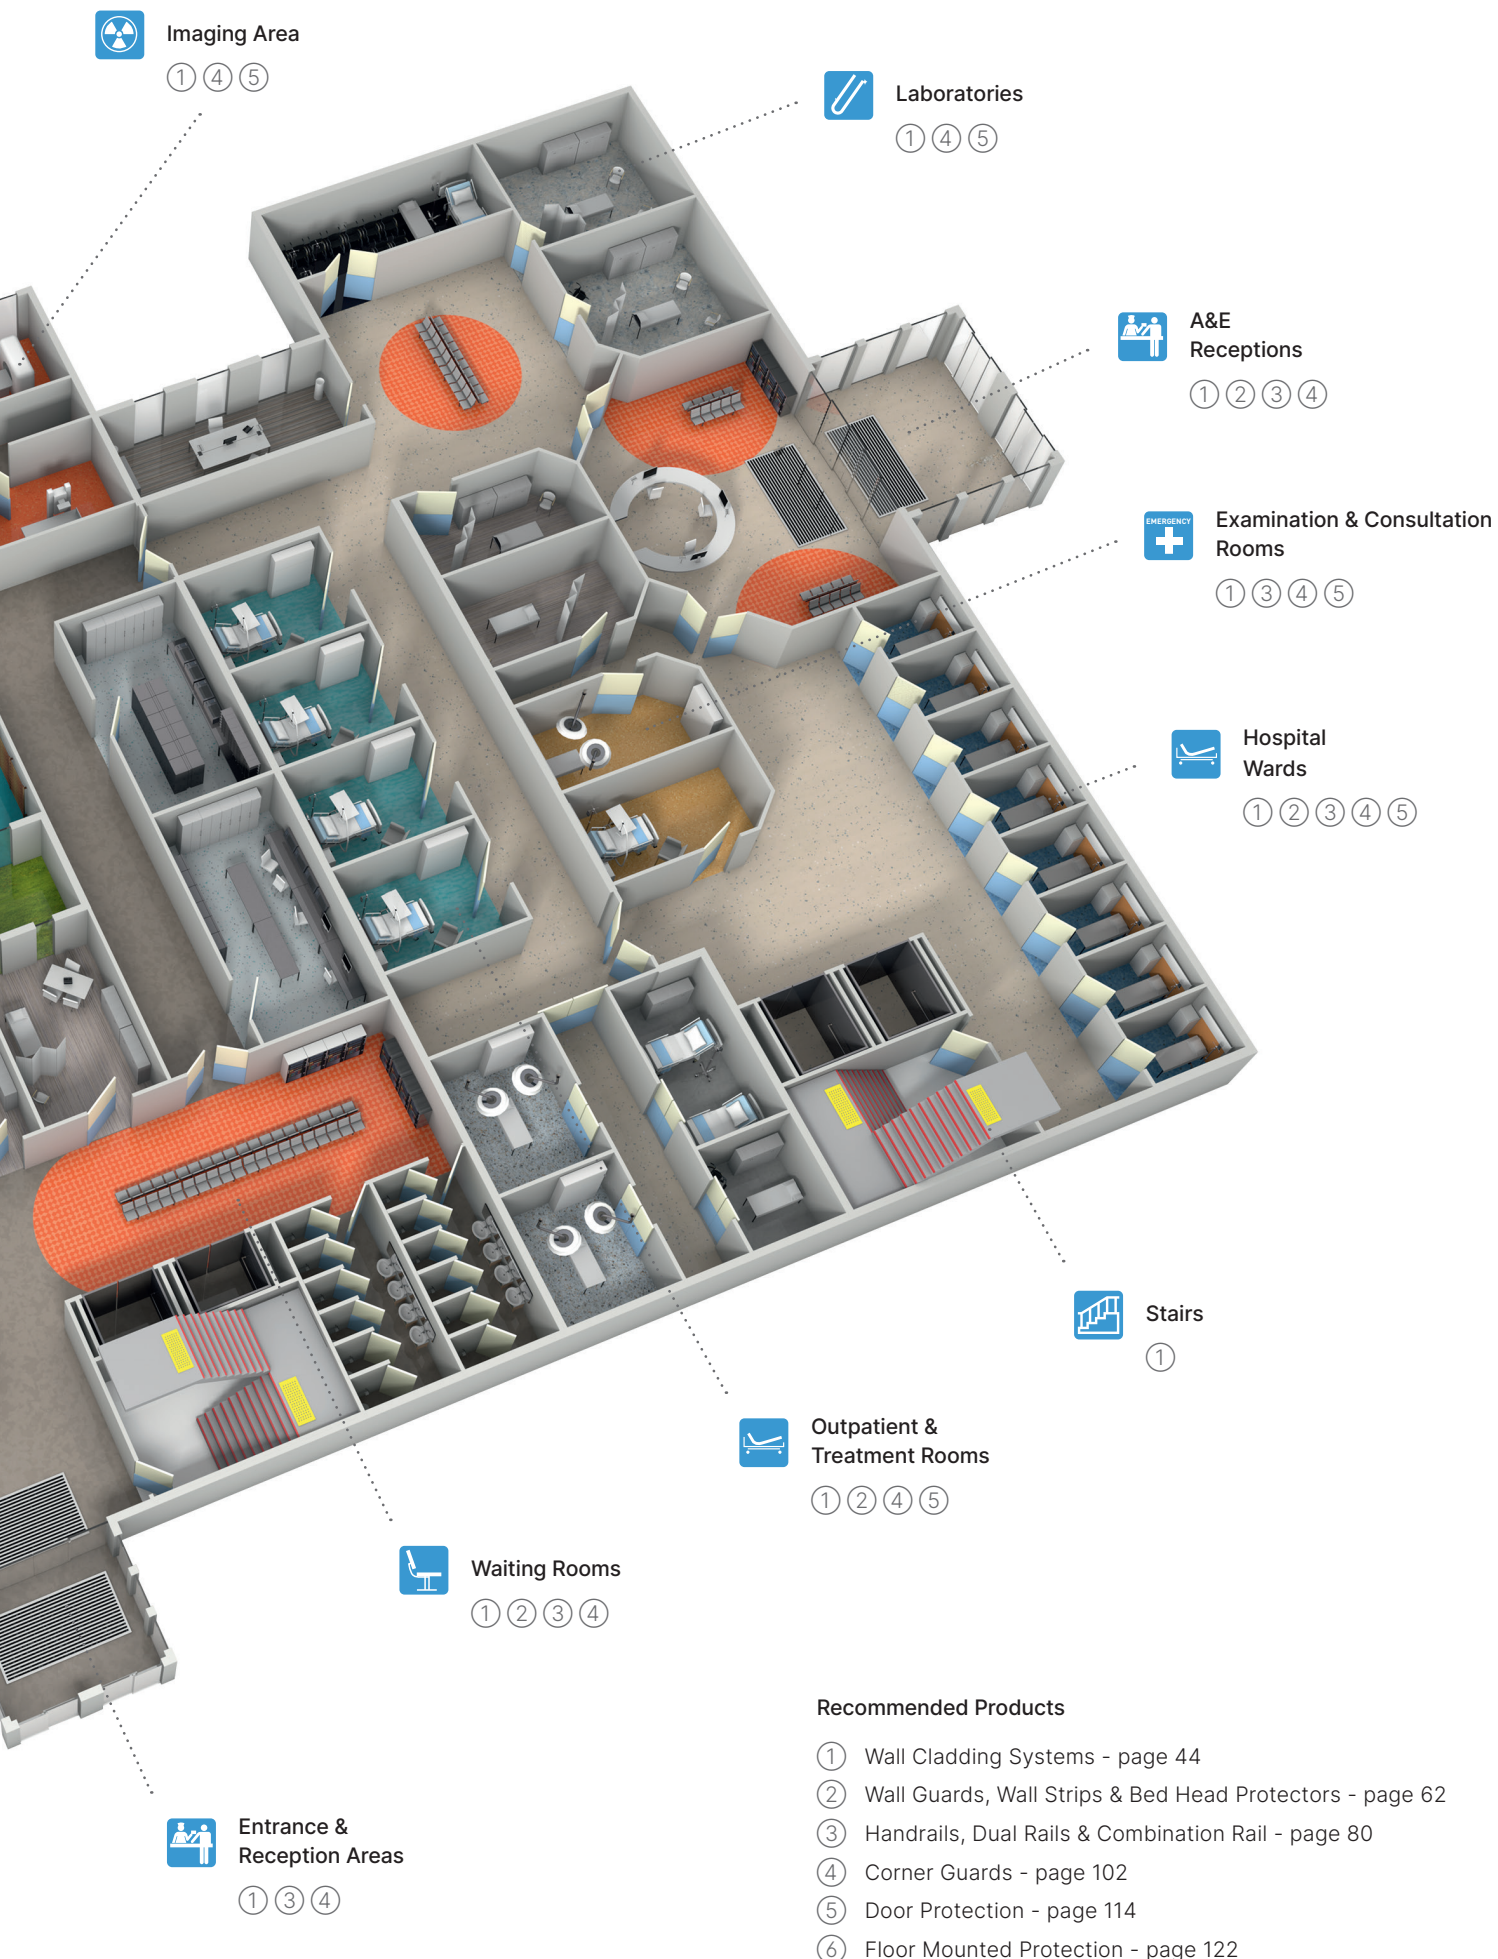 Imaging Area
1 4 5
Laboratories
1 4 5
A&E
Receptions
1 2 3 4
EMERGENCY
Examination & Consultation
Rooms
1 3 4 5
Hospital
Wards
1 2 3 4 5
Stairs
1
Outpatient &
Treatment Rooms
1 2 4 5
Waiting Rooms
1 2 3 4
Entrance &
Reception Areas
1 3 4
Recommended Products
1 Wall Cladding Systems - page 44
2 Wall Guards, Wall Strips & Bed Head Protectors - page 62
3 Handrails, Dual Rails & Combination Rail - page 80
4 Corner Guards - page 102
5 Door Protection - page 114
6 Floor Mounted Protection - page 122